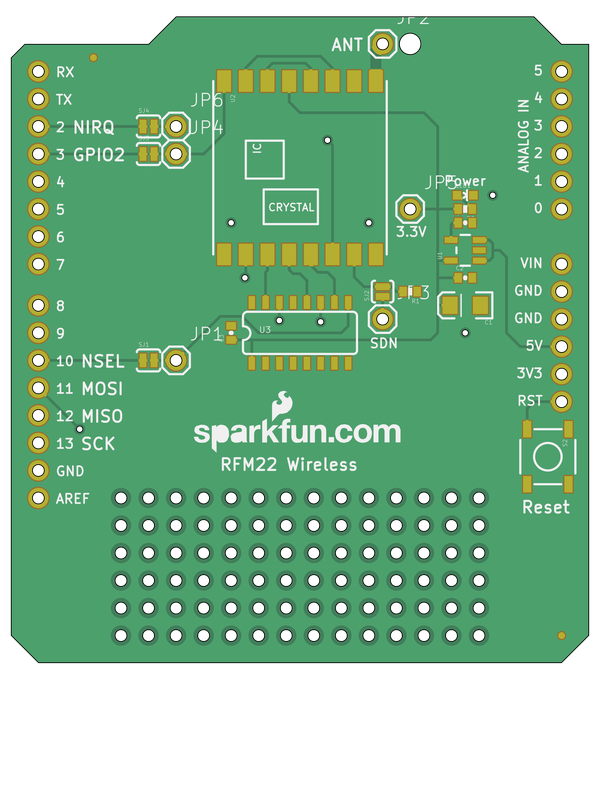 JP2
ANT
RX
TX
2 NIRQ
3 GPIO2
4
5
6
7
8
9
10 NSEL
11 MOSI
12 MISO
13 SCK
GND
AREF
SJ4
JP6
JP4
U2
IC
CRYSTAL
JP5
Power
3.3V
U1
C1
SJ2
JP3
R1
SDN
SJ1
JP1
U3
5
4
3
2
1
0
ANALOG IN
VIN
GND
GND
5V
3V3
RST
S2
Reset
sparkfun.com
RFM22 Wireless